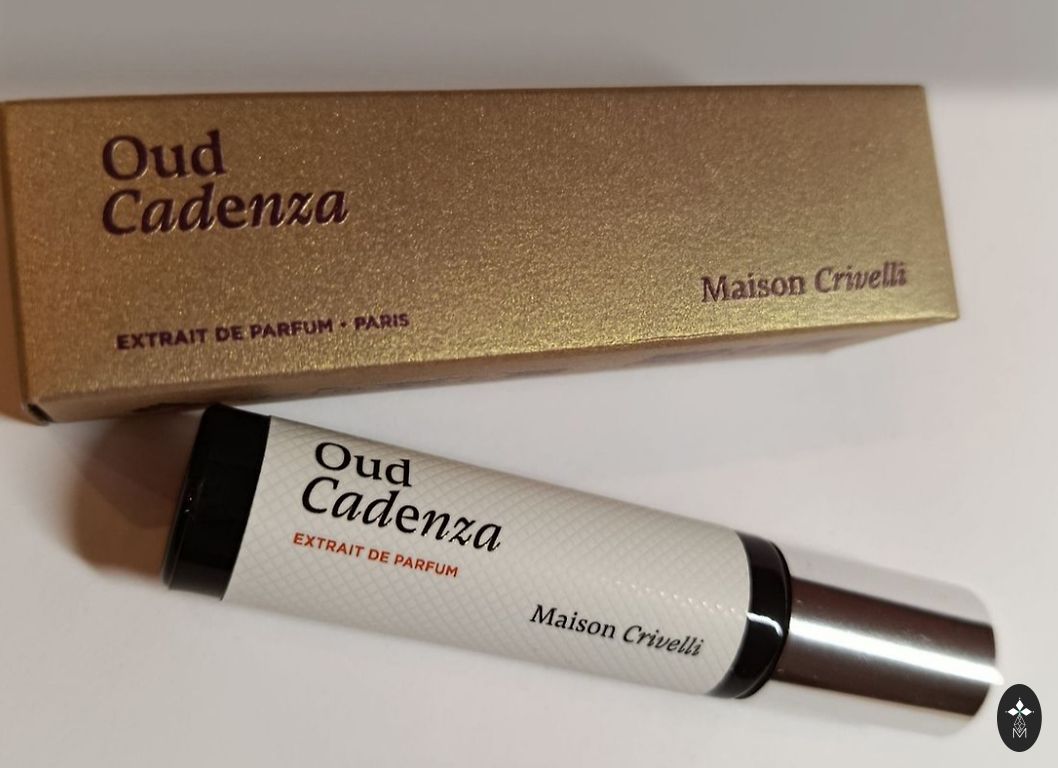 Oud
Cadenza
Maison Crivelli
EXTRAIT DE PARFUM • PARIS
Oud
Cadenza
EXTRAIT DE PARFUM
Maison Crivelli
M